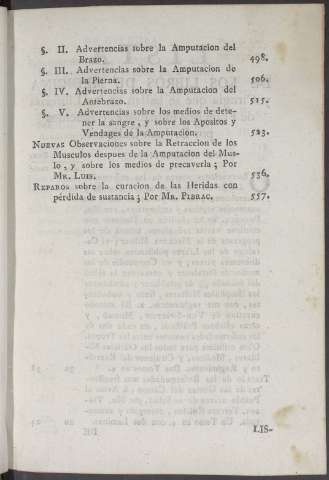 §. II. Advertencias sobre la Amputacion del
Brazo. 498.
§. III. Advertencias sobre la Amputacion de
la Pierna. 506.
§. IV. Advertencias sobre la Amputacion del
Antebrazo. 515.
§. V. Advertencias sobre los medios de dete-
ner la sangre, y sobre los Apositos y
Vendages de la Amputacion. 523.
NUEVAS Observaciones sobre la Retraccion de los
Musculos despues de la Amputacion del Mus-
lo, y sobre los medios de precaverla; Por
MR. LUIS. 536.
REPAROS sobre la curacion de las Heridas con
pérdida de sustancia; Por MR. PIBRAC. 557.
LIS-